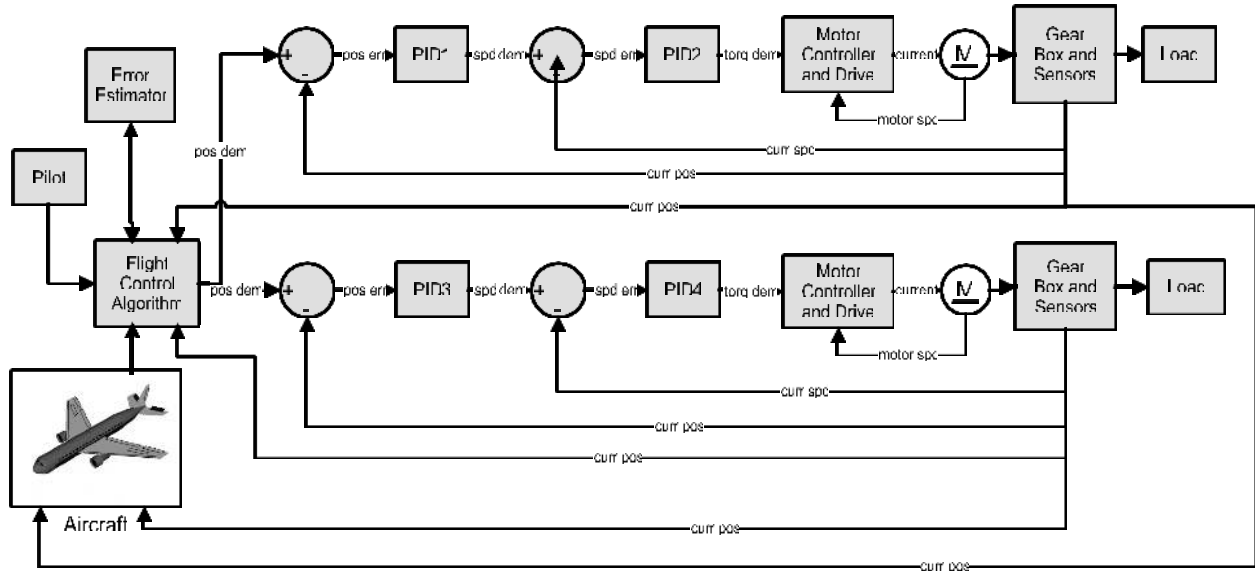 Error
Estimator
Pilot
Flight
Control
Algorithm
Aircraft
pos dem
+
-
pos err
PID1
spd dem
+
-
spd err
PID2
torq dem
Motor
Controller
and Drive
current
M
Gear
Box and
Sensors
Load
motor spd
curr spd
curr pos
curr pos
pos dem
+
-
pos err
PID3
spd dem
+
-
spd err
PID4
torq dem
Motor
Controller
and Drive
current
M
Gear
Box and
Sensors
Load
motor spd
curr spd
curr pos
curr pos
curr pos
curr pos